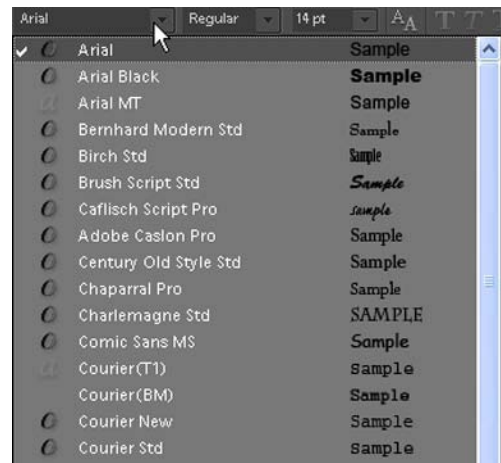 Arial Regular 14 pt AA T T T
Arial Sample
Arial Black Sample
Arial MT Sample
Bernhard Modern Std Sample
Birch Std Sample
Brush Script Std Sample
Caflisch Script Pro Sample
Adobe Caslon Pro Sample
Century Old Style Std Sample
Chaparral Pro Sample
Charlemagne Std SAMPLE
Comic Sans MS Sample
Courier(T1) Sample
Courier(BM) Sample
Courier New Sample
Courier Std Sample